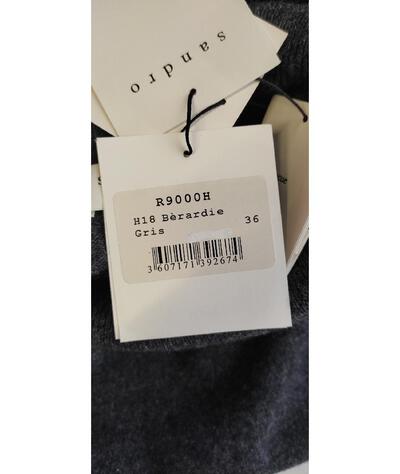 sandro
R9000H
H18 Bèrardie 36
Gris
3 607171 392674